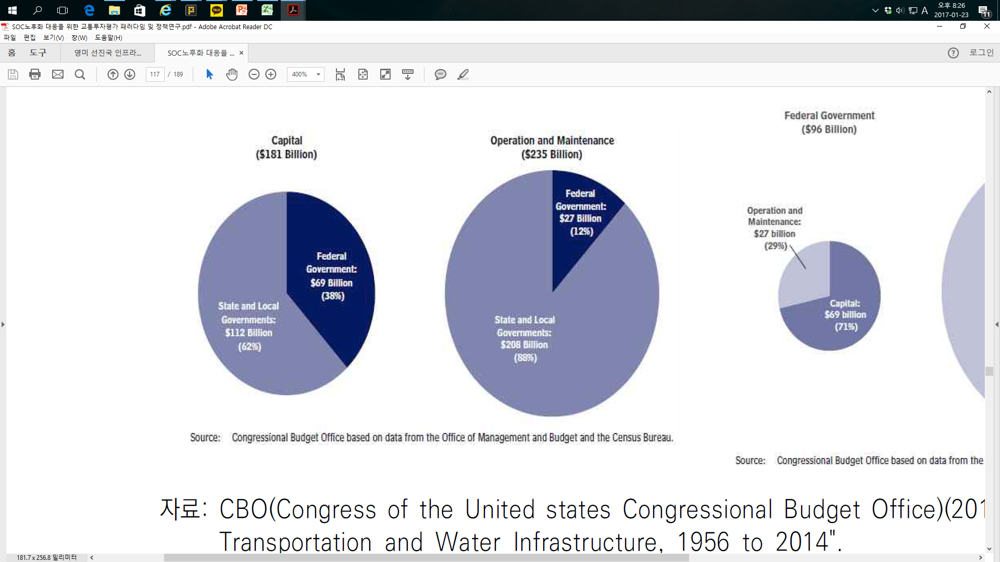 TALK
오후 8:26
A
2017-01-23
11
SOC노후화 대응을 위한 교통투자평가 패러다임 및 정책연구.pdf - Adobe Acrobat Reader DC
파일 편집 보기(V) 창(W) 도움말(H)
홈 도구 영미 선진국 인프라... SOC노후화 대응을 ... × ? 로그인
117 / 189 400%
Federal Government
($96 Billion)
Capital
($181 Billion)
Operation and Maintenance
($235 Billion)
Federal
Government:
$69 Billion
(38%)
State and Local
Governments:
$112 Billion
(62%)
Federal
Government:
$27 Billion
(12%)
State and Local
Governments:
$208 Billion
(88%)
Operation and
Maintenance:
$27 billion
(29%)
Capital:
$69 billion
(71%)
Source: Congressional Budget Office based on data from the Office of Management and Budget and the Census Bureau.
Source: Congressional Budget Office based on data from the
자료: CBO(Congress of the United states Congressional Budget Office)(201
Transportation and Water Infrastructure, 1956 to 2014".
181.7 x 256.8 밀리미터